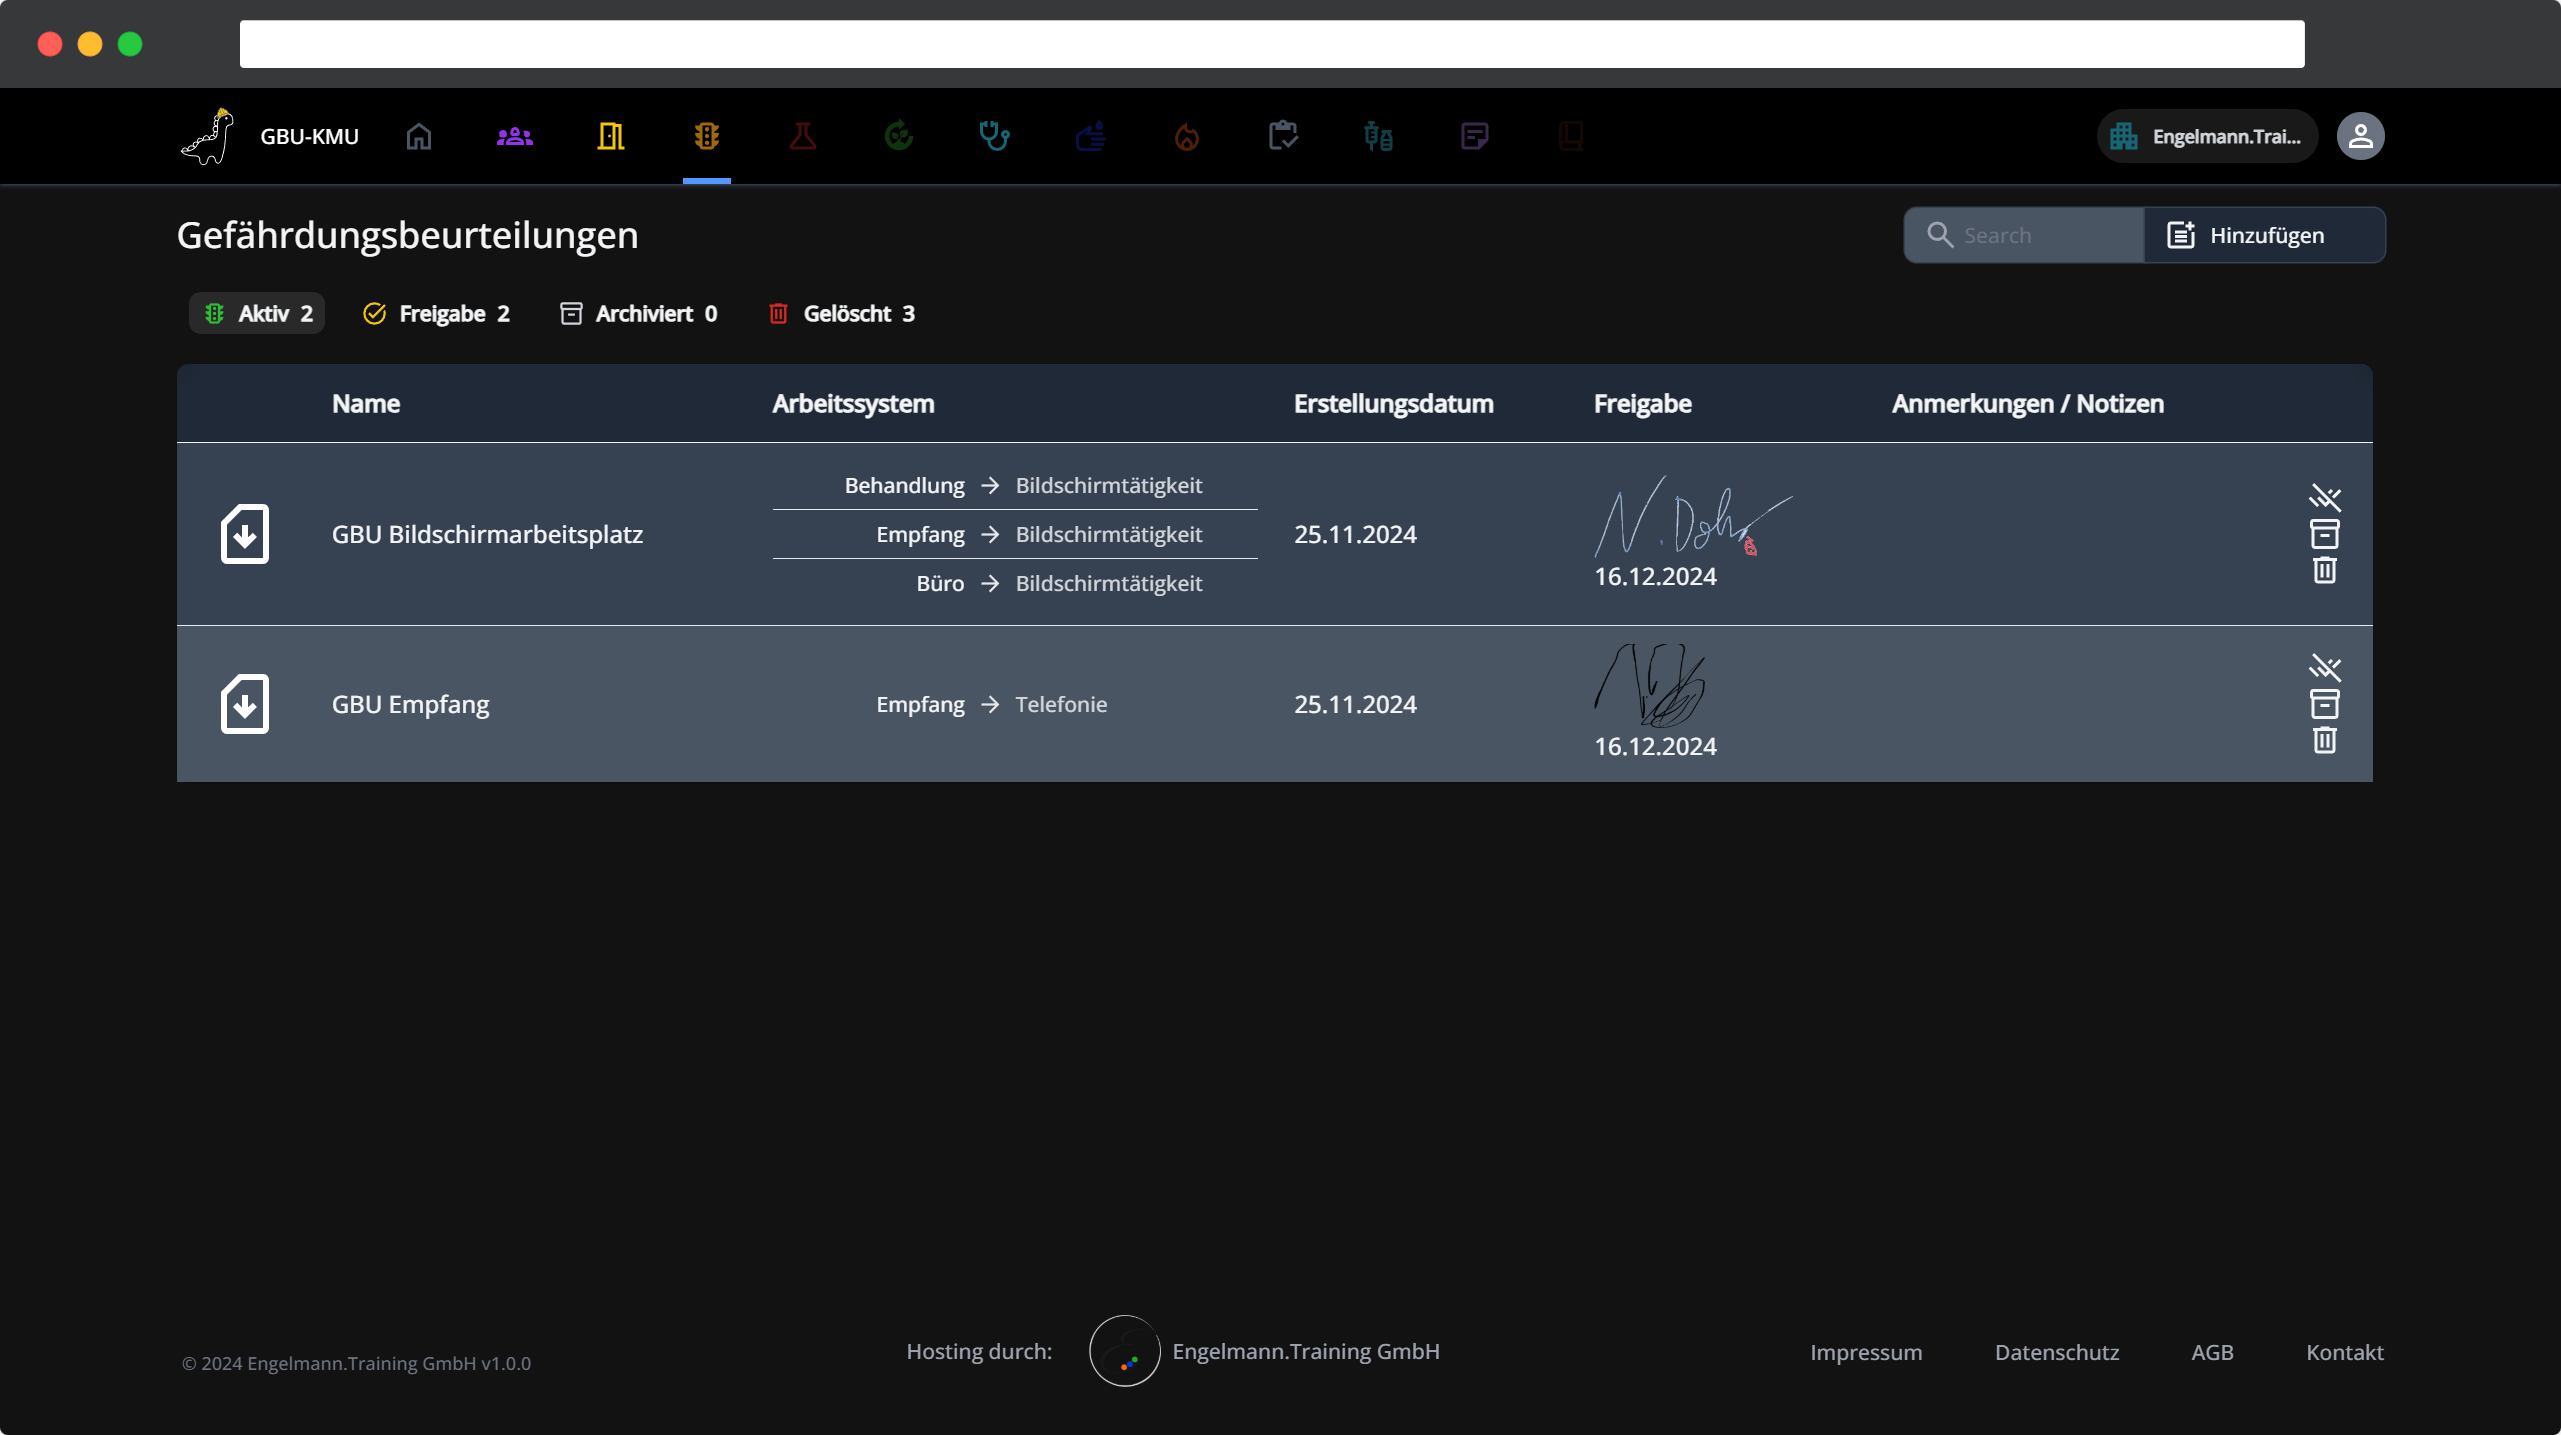 GBU-KMU
Engelmann.Trai...
Gefährdungsbeurteilungen
Search
Hinzufügen
Aktiv 2
Freigabe 2
Archiviert 0
Gelöscht 3
Name
Arbeitssystem
Erstellungsdatum
Freigabe
Anmerkungen / Notizen
GBU Bildschirmarbeitsplatz
Behandlung → Bildschirmtätigkeit
Empfang → Bildschirmtätigkeit
Büro → Bildschirmtätigkeit
25.11.2024
16.12.2024
GBU Empfang
Empfang → Telefonie
25.11.2024
16.12.2024
© 2024 Engelmann.Training GmbH v1.0.0
Hosting durch:
Engelmann.Training GmbH
Impressum
Datenschutz
AGB
Kontakt